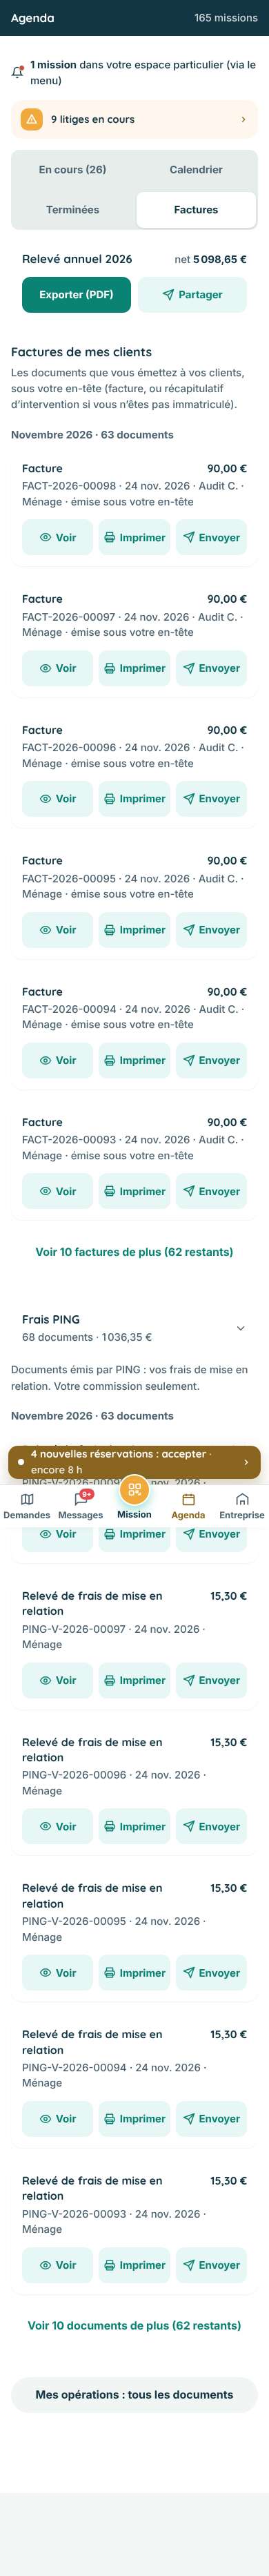 Agenda
165 missions
1 mission dans votre espace particulier (via le
menu)
9 litiges en cours
En cours (26)
Calendrier
Terminées
Factures
Relevé annuel 2026
net 5 098,65 €
Exporter (PDF)
Partager
Factures de mes clients
Les documents que vous émettez à vos clients,
sous votre en-tête (facture, ou récapitulatif
d’intervention si vous n’êtes pas immatriculé).
Novembre 2026 · 63 documents
Facture
90,00 €
FACT-2026-00098 · 24 nov. 2026 · Audit C. ·
Ménage · émise sous votre en-tête
Voir
Imprimer
Envoyer
Facture
90,00 €
FACT-2026-00097 · 24 nov. 2026 · Audit C. ·
Ménage · émise sous votre en-tête
Voir
Imprimer
Envoyer
Facture
90,00 €
FACT-2026-00096 · 24 nov. 2026 · Audit C. ·
Ménage · émise sous votre en-tête
Voir
Imprimer
Envoyer
Facture
90,00 €
FACT-2026-00095 · 24 nov. 2026 · Audit C. ·
Ménage · émise sous votre en-tête
Voir
Imprimer
Envoyer
Facture
90,00 €
FACT-2026-00094 · 24 nov. 2026 · Audit C. ·
Ménage · émise sous votre en-tête
Voir
Imprimer
Envoyer
Facture
90,00 €
FACT-2026-00093 · 24 nov. 2026 · Audit C. ·
Ménage · émise sous votre en-tête
Voir
Imprimer
Envoyer
Voir 10 factures de plus (62 restants)
Frais PING
68 documents · 1 036,35 €
Documents émis par PING : vos frais de mise en
relation. Votre commission seulement.
Novembre 2026 · 63 documents
4 nouvelles réservations : accepter ·
encore 8 h
9+
Demandes
Messages
Mission
Agenda
Entreprise
Voir
Imprimer
Envoyer
Relevé de frais de mise en
relation
15,30 €
PING-V-2026-00097 · 24 nov. 2026 ·
Ménage
Voir
Imprimer
Envoyer
Relevé de frais de mise en
relation
15,30 €
PING-V-2026-00096 · 24 nov. 2026 ·
Ménage
Voir
Imprimer
Envoyer
Relevé de frais de mise en
relation
15,30 €
PING-V-2026-00095 · 24 nov. 2026 ·
Ménage
Voir
Imprimer
Envoyer
Relevé de frais de mise en
relation
15,30 €
PING-V-2026-00094 · 24 nov. 2026 ·
Ménage
Voir
Imprimer
Envoyer
Relevé de frais de mise en
relation
15,30 €
PING-V-2026-00093 · 24 nov. 2026 ·
Ménage
Voir
Imprimer
Envoyer
Voir 10 documents de plus (62 restants)
Mes opérations : tous les documents